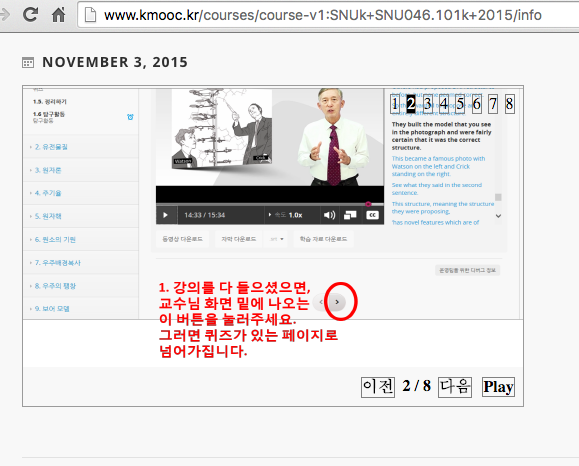 www.kmooc.kr/courses/course-v1:SNUk+SNU046.101k+2015/info
NOVEMBER 3, 2015
1 2 3 4 5 6 7 8
1.5. 정리하기
1.6 탐구활동
탐구활동
2. 유전물질
3. 원자론
4. 주기율
5. 원자핵
6. 원소의 기원
7. 우주배경복사
8. 우주의 팽창
9. 보어 모델
Watson
Crick
14:33 / 15:34
속도 1.0x
CC
They built the model that you see
in the photograph and were fairly
certain that it was the correct
structure.
This became a famous photo with
Watson on the left and Crick
standing on the right.
See what they said in the second
sentence.
This structure, meaning the structure
they were proposing,
'has novel features which are of
동영상 다운로드
자막 다운로드
.srt
학습 자료 다운로드
운영팀을 위한 디버그 정보
< >
1. 강의를 다 들으셨으면,
교수님 화면 밑에 나오는
이 버튼을 눌러주세요.
그러면 퀴즈가 있는 페이지로
넘어가집니다.
이전 2 / 8 다음 Play